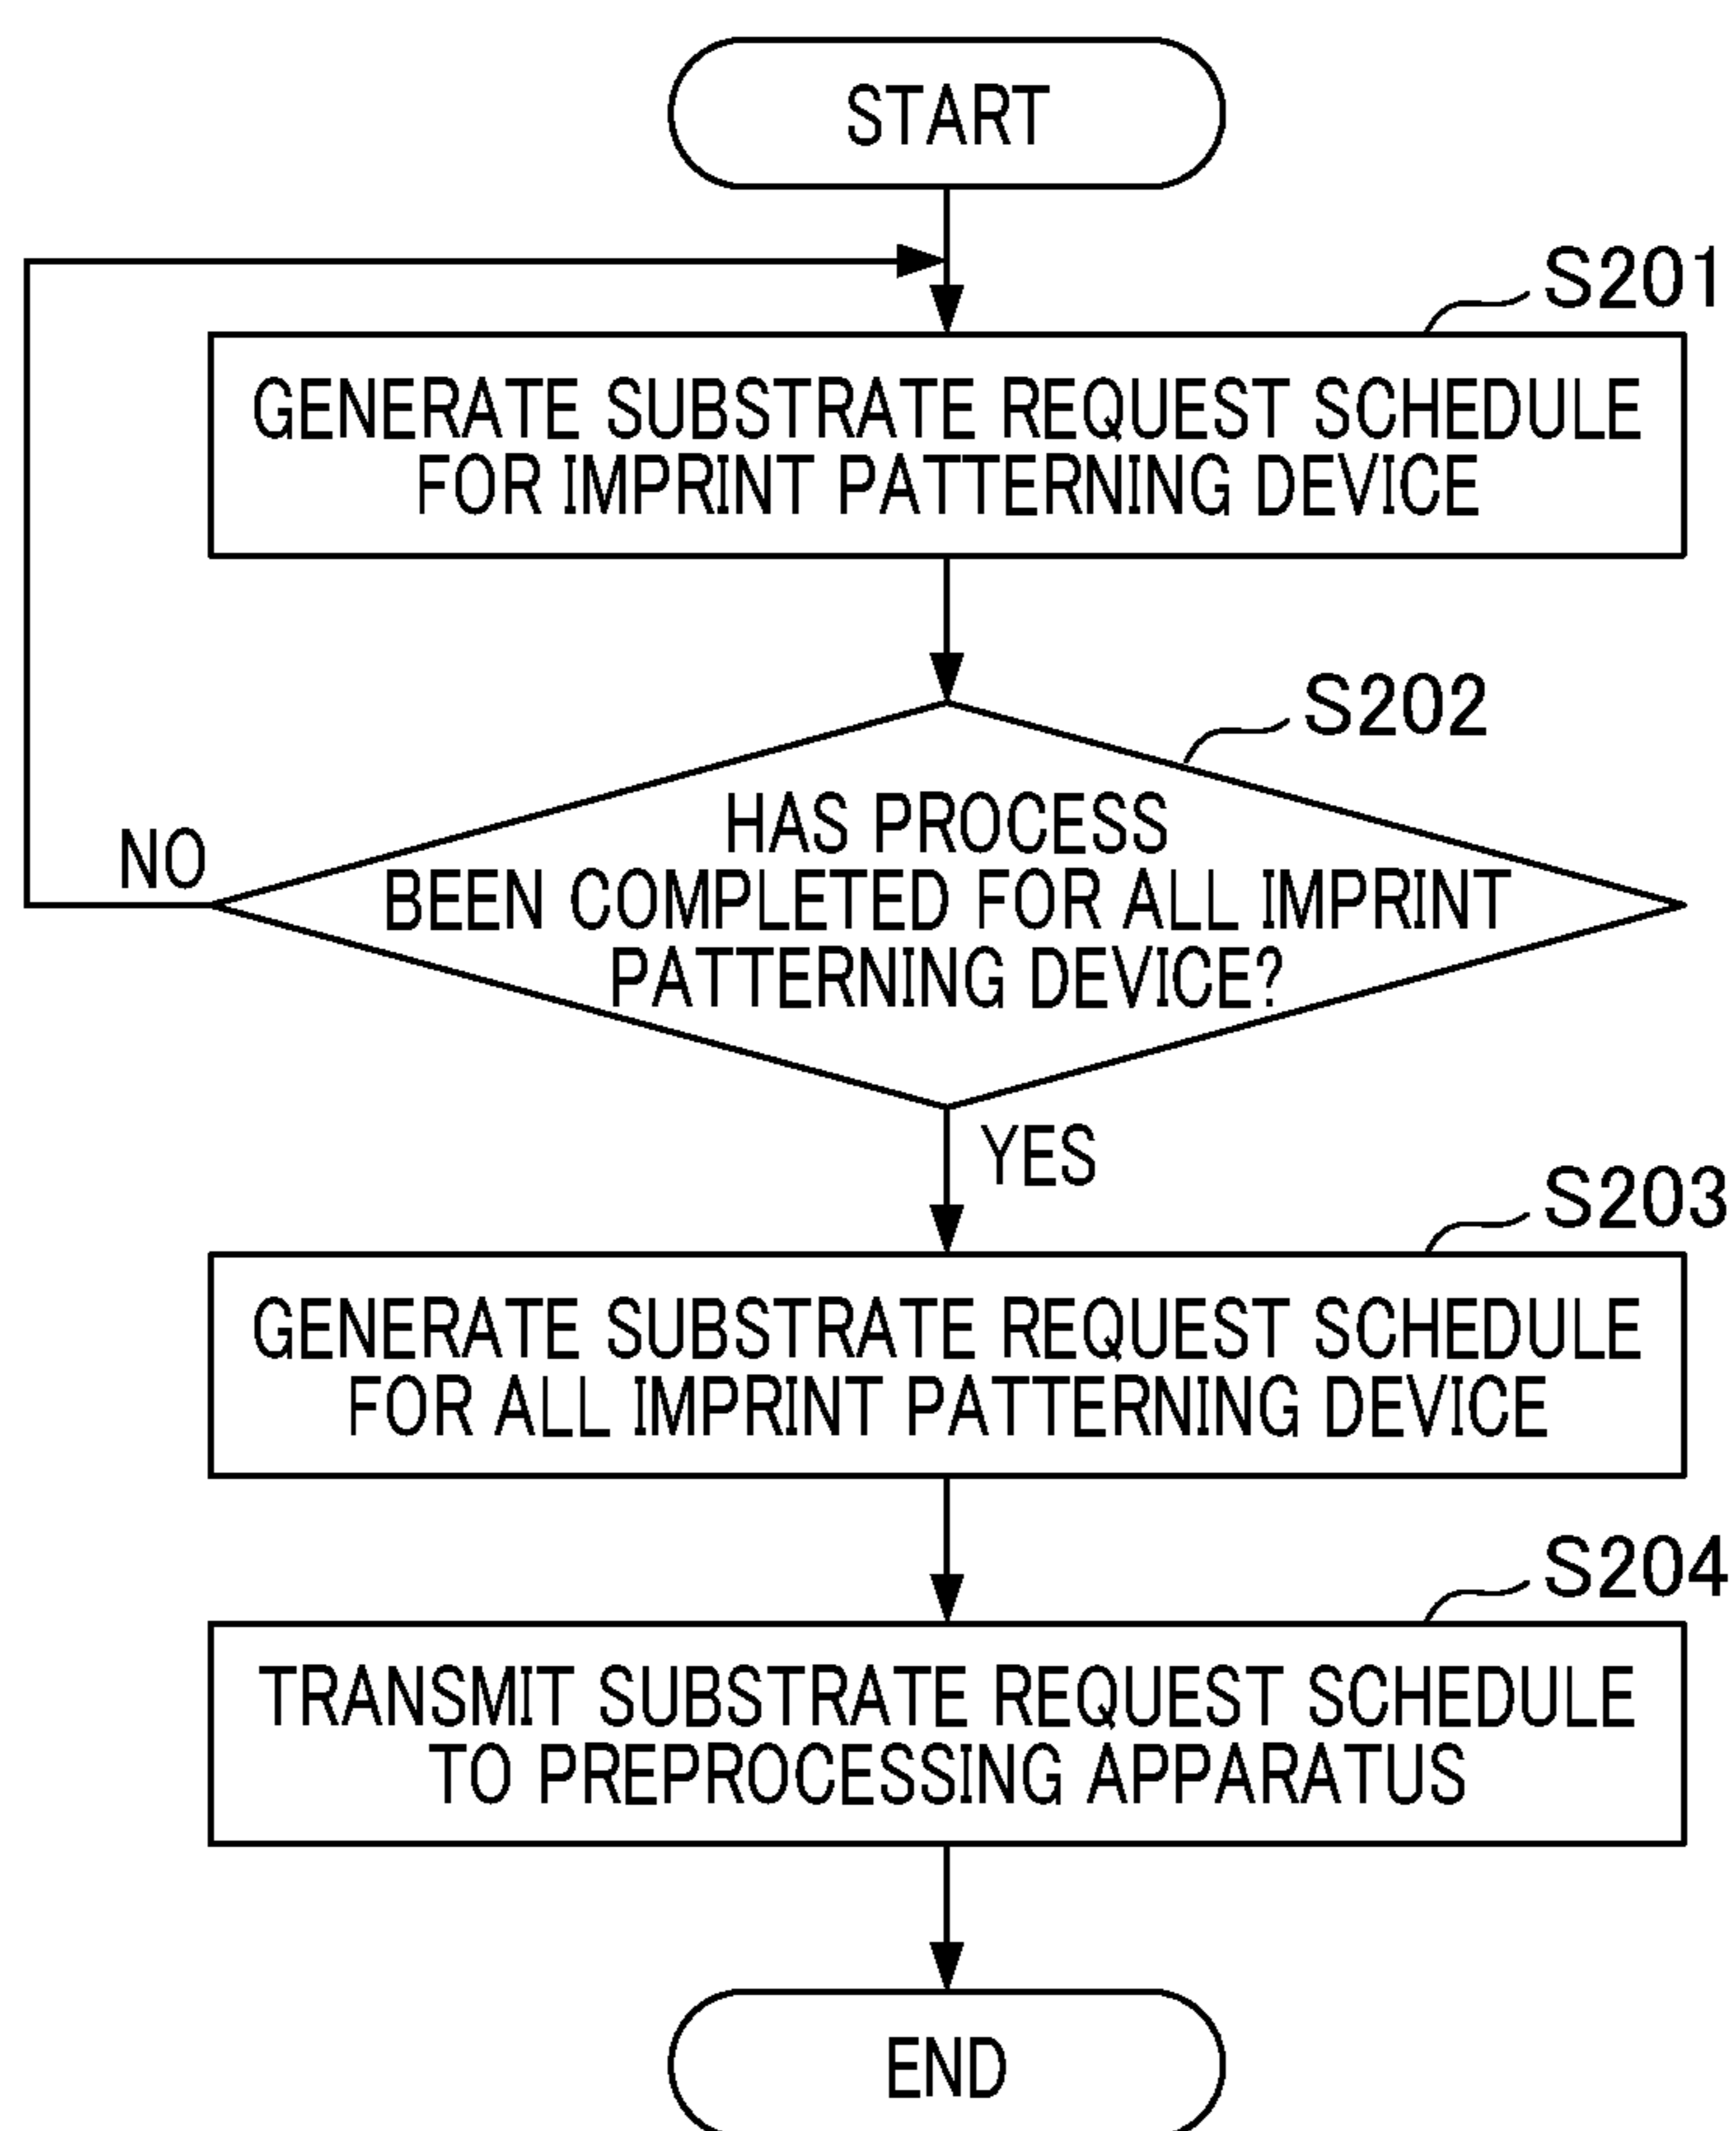 START
S201
GENERATE SUBSTRATE REQUEST SCHEDULE
FOR IMPRINT PATTERNING DEVICE
S202
HAS PROCESS
NO
BEEN COMPLETED FOR ALL IMPRINT
PATTERNING DEVICE?
YES
S203
GENERATE SUBSTRATE REQUEST SCHEDULE
FOR ALL IMPRINT PATTERNING DEVICE
S204
TRANSMIT SUBSTRATE REQUEST SCHEDULE
TO PREPROCESSING APPARATUS
END